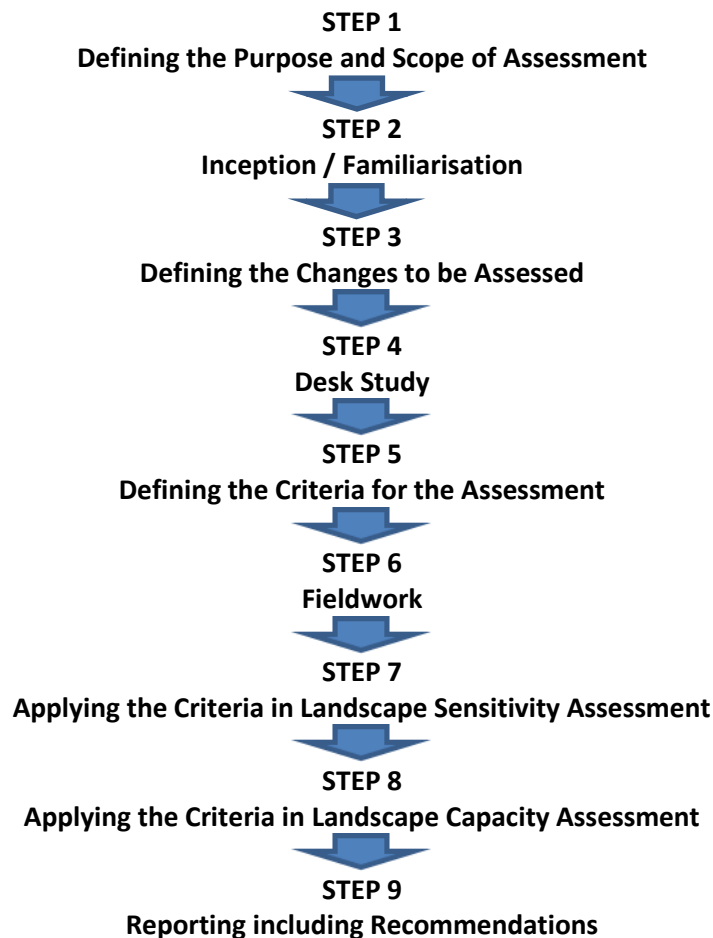 STEP 1
Defining the Purpose and Scope of Assessment
STEP 2
Inception / Familiarisation
STEP 3
Defining the Changes to be Assessed
STEP 4
Desk Study
STEP 5
Defining the Criteria for the Assessment
STEP 6
Fieldwork
STEP 7
Applying the Criteria in Landscape Sensitivity Assessment
STEP 8
Applying the Criteria in Landscape Capacity Assessment
STEP 9
Reporting including Recommendations